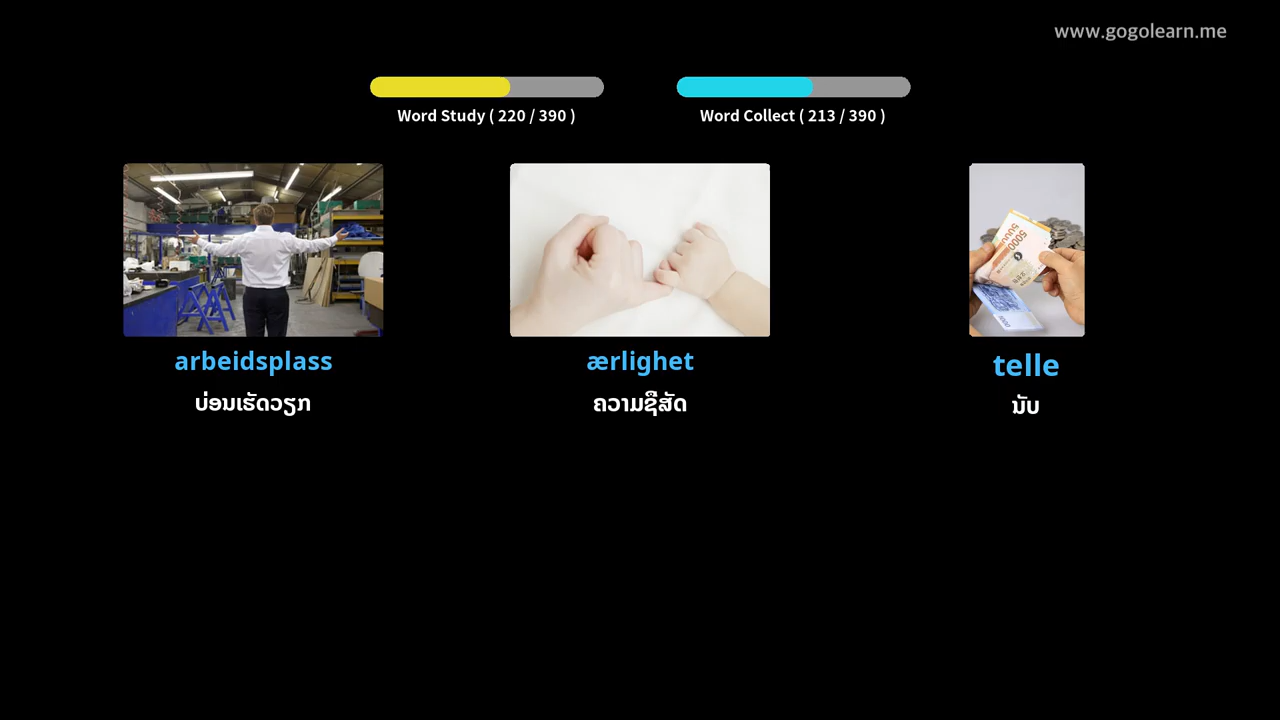 www.gogolearn.me
Word Study ( 220 / 390 )
Word Collect ( 213 / 390 )
arbeidsplass
ærlighet
telle
ບ່ອນເຮັດວຽກ
ຄວາມຊືສັດ
ນັບ
5000